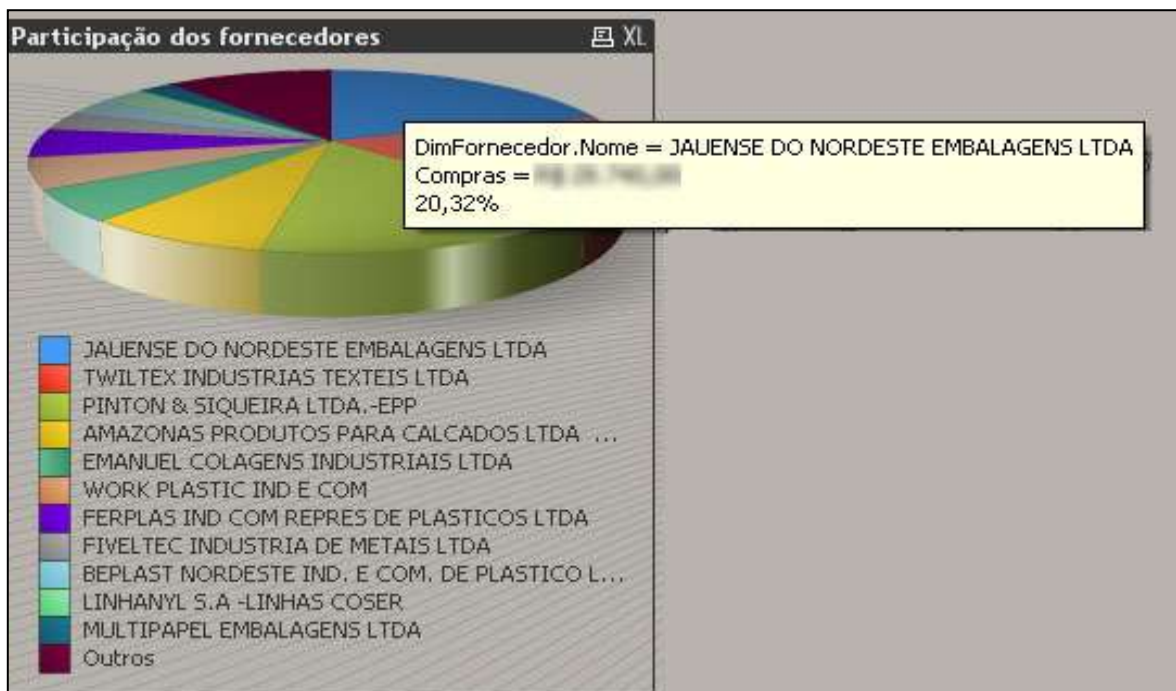 Participação dos fornecedores XL
DimFornecedor.Nome = JAUENSE DO NORDESTE EMBALAGENS LTDA
Compras =
20,32%
JAUENSE DO NORDESTE EMBALAGENS LTDA
TWILTEX INDUSTRIAS TEXTEIS LTDA
PINTON & SIQUEIRA LTDA.-EPP
AMAZONAS PRODUTOS PARA CALCADOS LTDA ...
EMANUEL COLAGENS INDUSTRIAIS LTDA
WORK PLASTIC IND E COM
FERPLAS IND COM REPRES DE PLASTICOS LTDA
FIVELTEC INDUSTRIA DE METAIS LTDA
BEPLAST NORDESTE IND. E COM. DE PLASTICO L...
LINHANYL S.A -LINHAS COSER
MULTIPAPEL EMBALAGENS LTDA
Outros